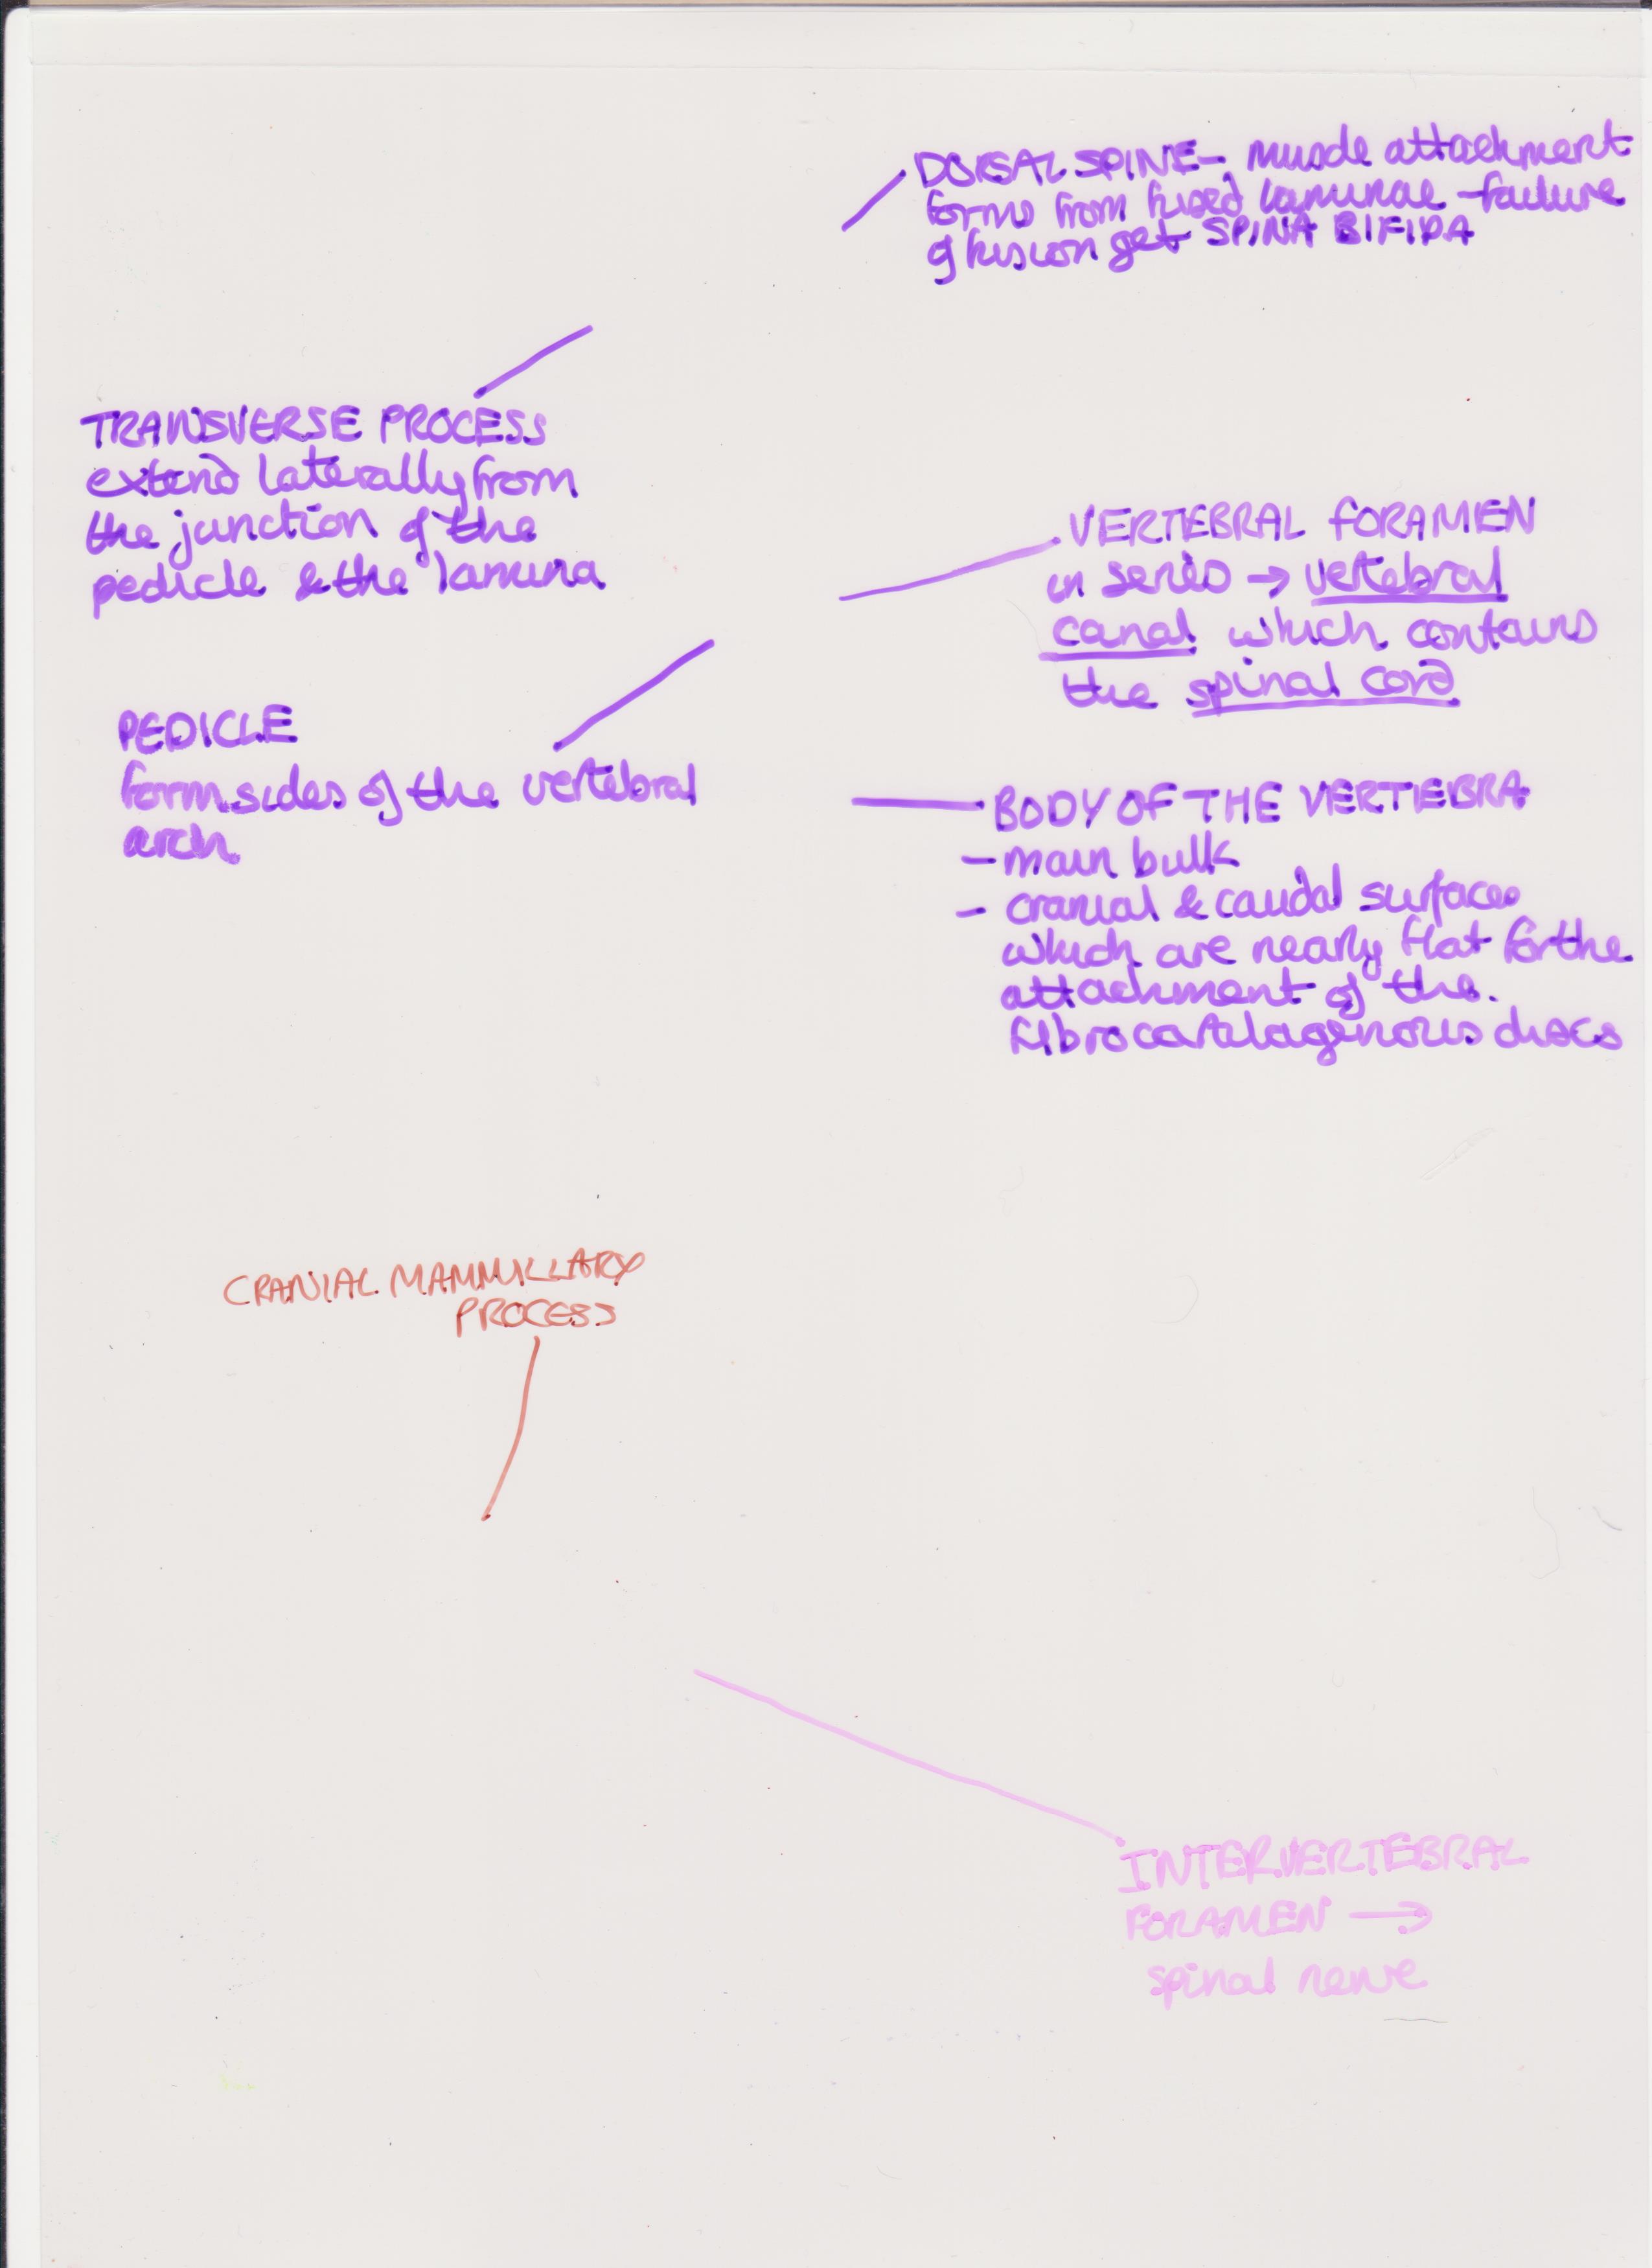 DORSAL SPINE - muscle attachment
forms from fused laminae - failure
of fusion get SPINA BIFIDA
TRANSVERSE PROCESS
extend laterally from
the junction of the
pedicle & the lamina
VERTEBRAL FORAMEN
in series → vertebral
canal which contains
the spinal cord
PEDICLE
form sides of the vertebral
arch
BODY OF THE VERTEBRA
- main bulk
- cranial & caudal surfaces
which are nearly flat for the
attachment of the.
fibrocartilagenous discs
CRANIAL MAMMILLARY
PROCESS
INTERVERTEBRAL
FORAMEN →
spinal nerve